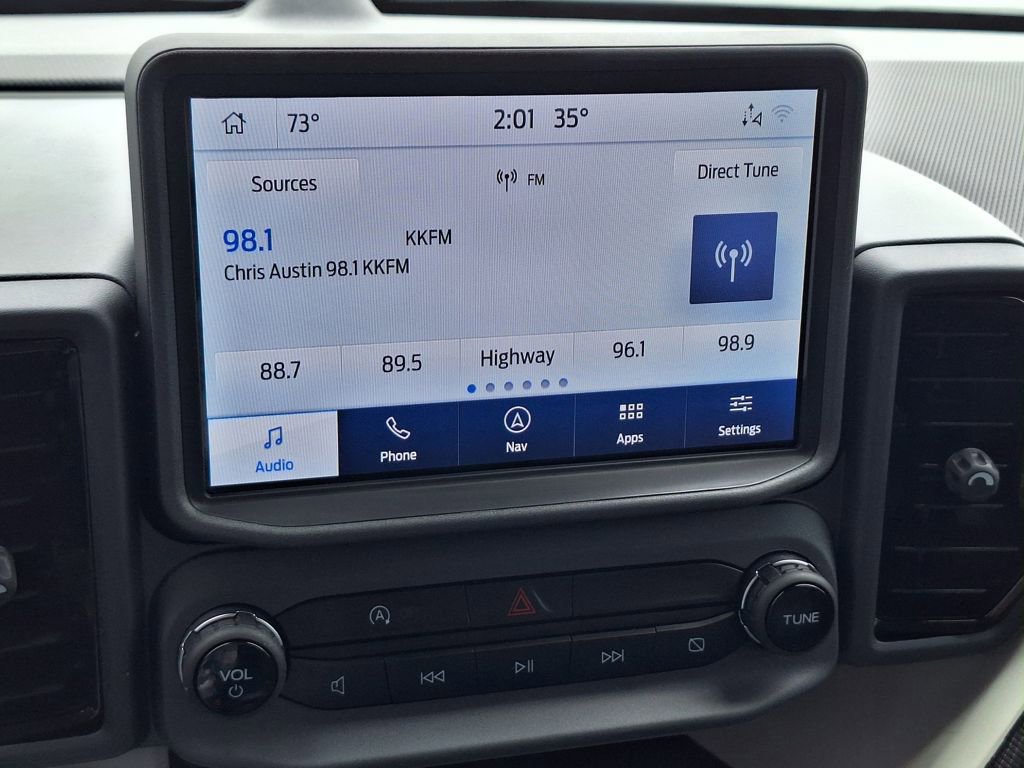 73° 2:01 35°
Sources FM Direct Tune
98.1 KKFM
Chris Austin 98.1 KKFM
88.7 89.5 Highway 96.1 98.9
Audio Phone Nav Apps Settings
A
VOL TUNE